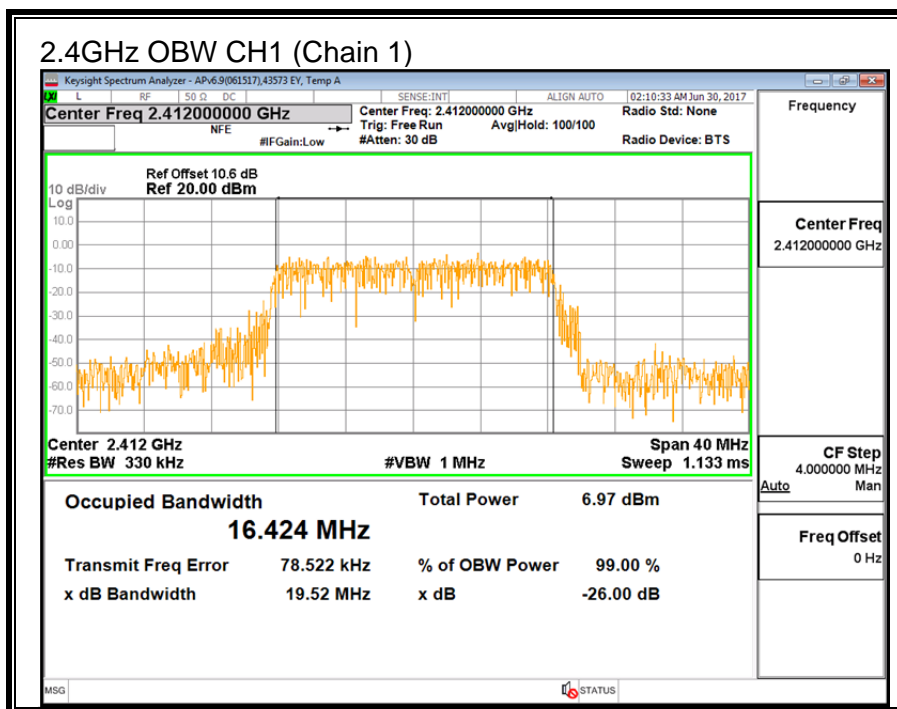 2.4GHz OBW CH1 (Chain 1)
Keysight Spectrum Analyzer - APv6.9(061517),43573 EY, Temp A
LXI L RF 50 Ω DC SENSE:INT ALIGN AUTO 02:10:33 AM Jun 30, 2017
Center Freq 2.412000000 GHz
NFE
#IFGain:Low
Center Freq: 2.412000000 GHz
Trig: Free Run Avg|Hold: 100/100
#Atten: 30 dB
Radio Std: None
Radio Device: BTS
Ref Offset 10.6 dB
10 dB/div Ref 20.00 dBm
Log
10.0
0.00
-10.0
-20.0
-30.0
-40.0
-50.0
-60.0
-70.0
Center 2.412 GHz Span 40 MHz
#Res BW 330 kHz #VBW 1 MHz Sweep 1.133 ms
Occupied Bandwidth Total Power 6.97 dBm
16.424 MHz
Transmit Freq Error 78.522 kHz % of OBW Power 99.00 %
x dB Bandwidth 19.52 MHz x dB -26.00 dB
Frequency
Center Freq
2.412000000 GHz
CF Step
4.000000 MHz
Auto Man
Freq Offset
0 Hz
MSG STATUS